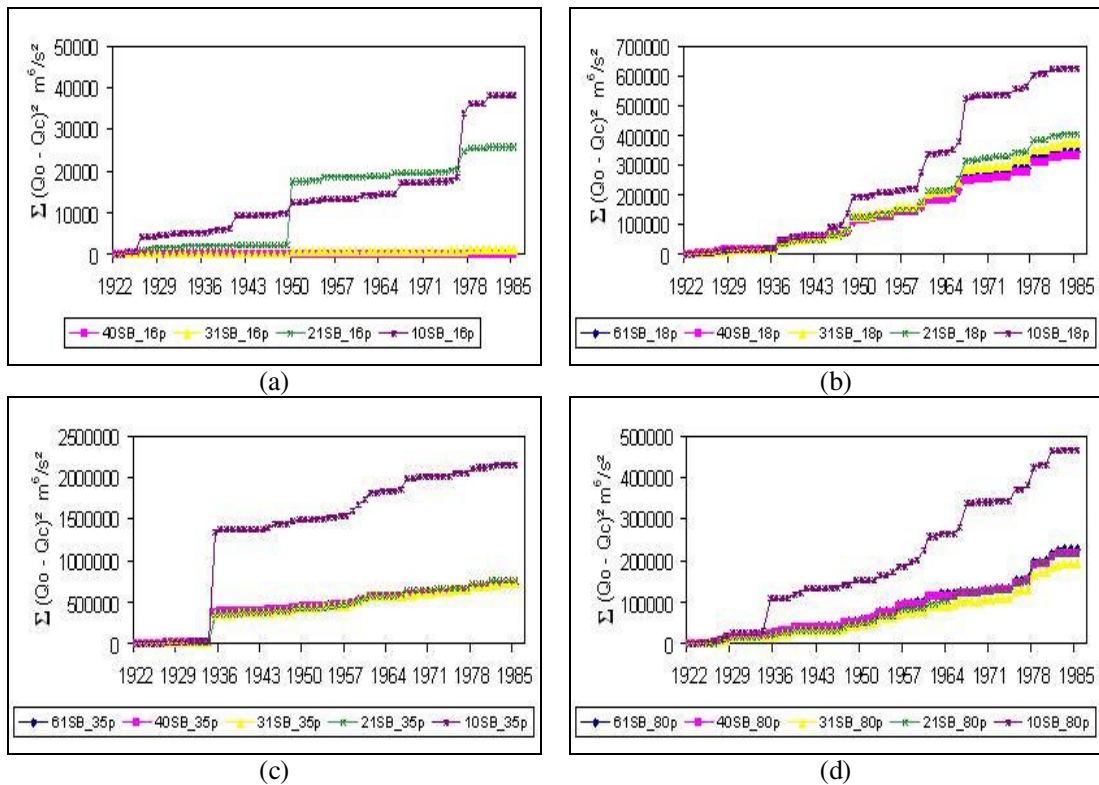 Σ (Qo - Qc)² m⁶/s²
50000
40000
30000
20000
10000
0
1922 1929 1936 1943 1950 1957 1964 1971 1978 1985
40SB_16p 31SB_16p 21SB_16p 10SB_16p
(a)
Σ (Qo - Qc)² m⁶/s²
700000
600000
500000
400000
300000
200000
100000
0
1922 1929 1936 1943 1950 1957 1964 1971 1978 1985
61SB_18p 40SB_18p 31SB_18p 21SB_18p 10SB_18p
(b)
Σ (Qo - Qc)² m⁶/s²
2500000
2000000
1500000
1000000
500000
0
1922 1929 1936 1943 1950 1957 1964 1971 1978 1985
61SB_35p 40SB_35p 31SB_35p 21SB_35p 10SB_35p
(c)
Σ (Qo - Qc)² m⁶/s²
500000
400000
300000
200000
100000
0
1922 1929 1936 1943 1950 1957 1964 1971 1978 1985
61SB_80p 40SB_80p 31SB_80p 21SB_80p 10SB_80p
(d)